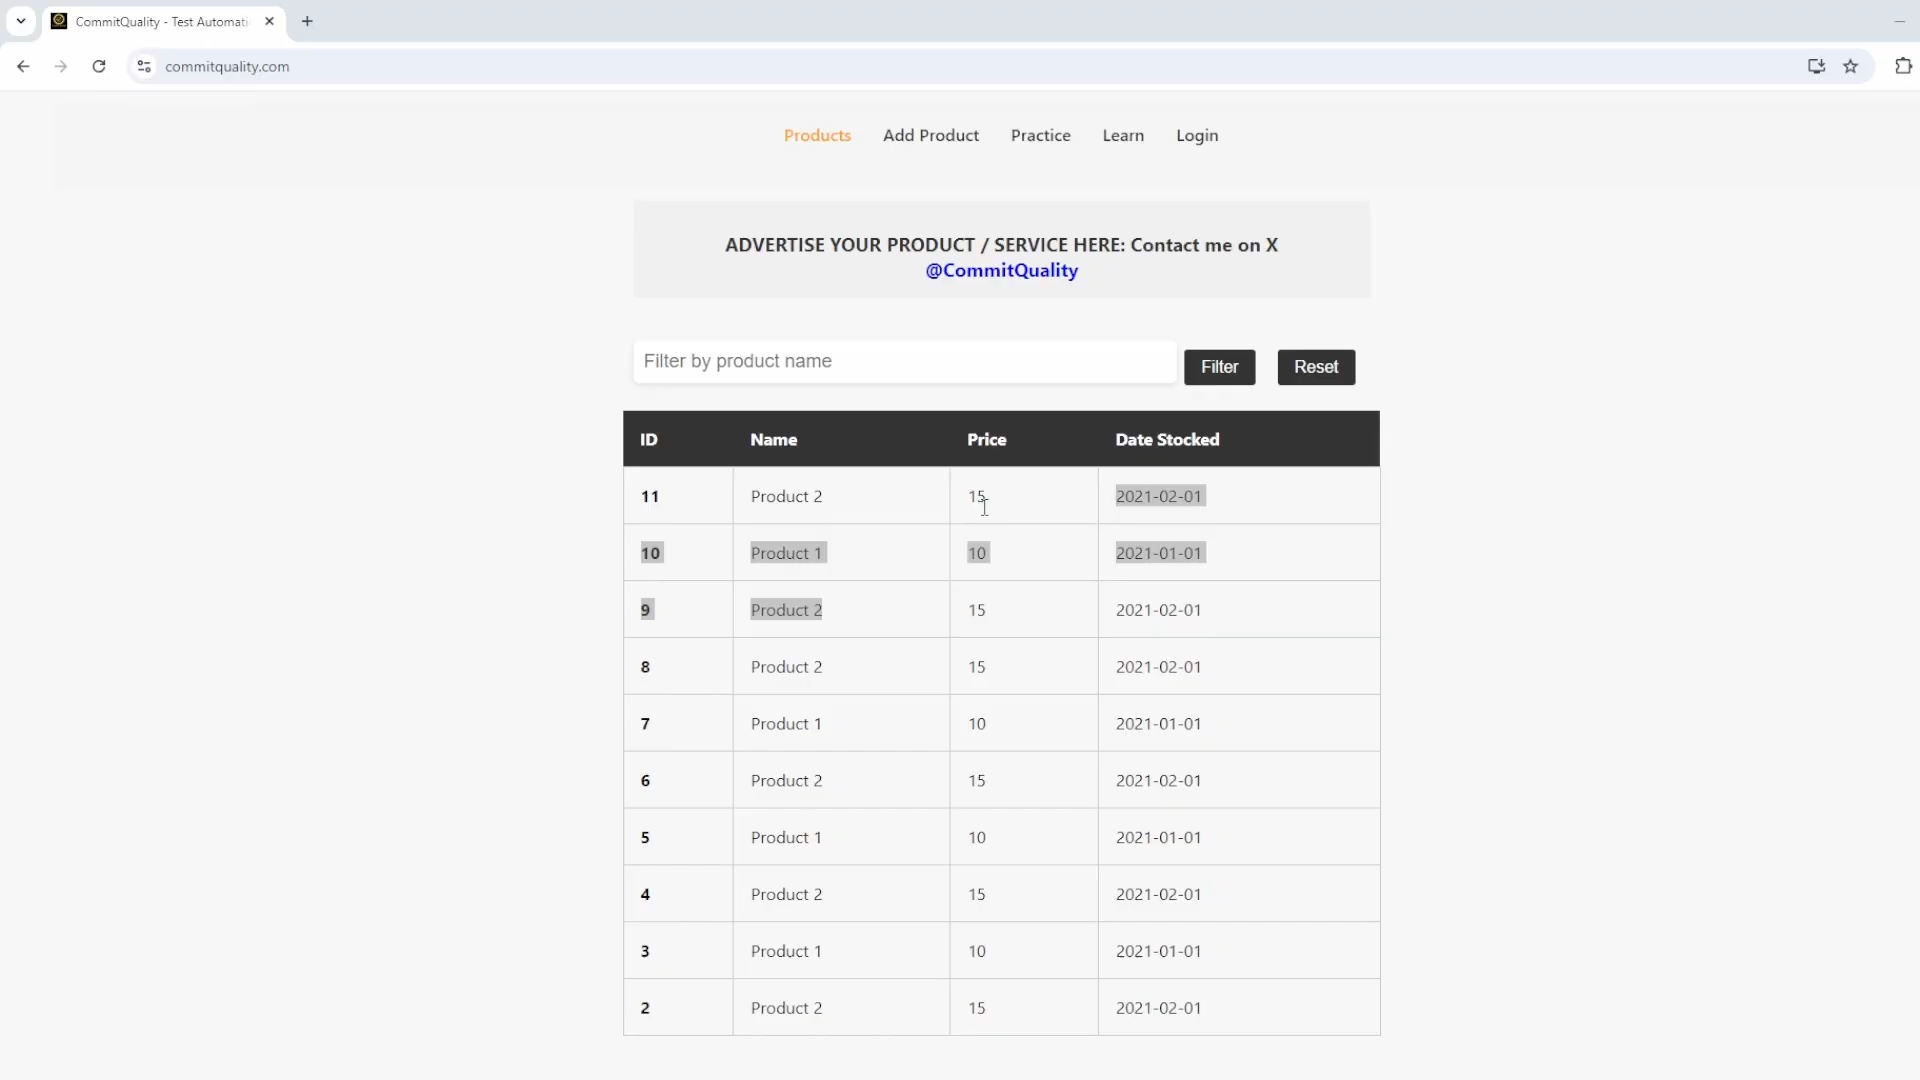 CommitQuality - Test Automati
commitquality.com
Products Add Product Practice Learn Login
ADVERTISE YOUR PRODUCT / SERVICE HERE: Contact me on X
@CommitQuality
Filter by product name Filter Reset
ID Name Price Date Stocked
11 Product 2 15 2021-02-01
10 Product 1 10 2021-01-01
9 Product 2 15 2021-02-01
8 Product 2 15 2021-02-01
7 Product 1 10 2021-01-01
6 Product 2 15 2021-02-01
5 Product 1 10 2021-01-01
4 Product 2 15 2021-02-01
3 Product 1 10 2021-01-01
2 Product 2 15 2021-02-01